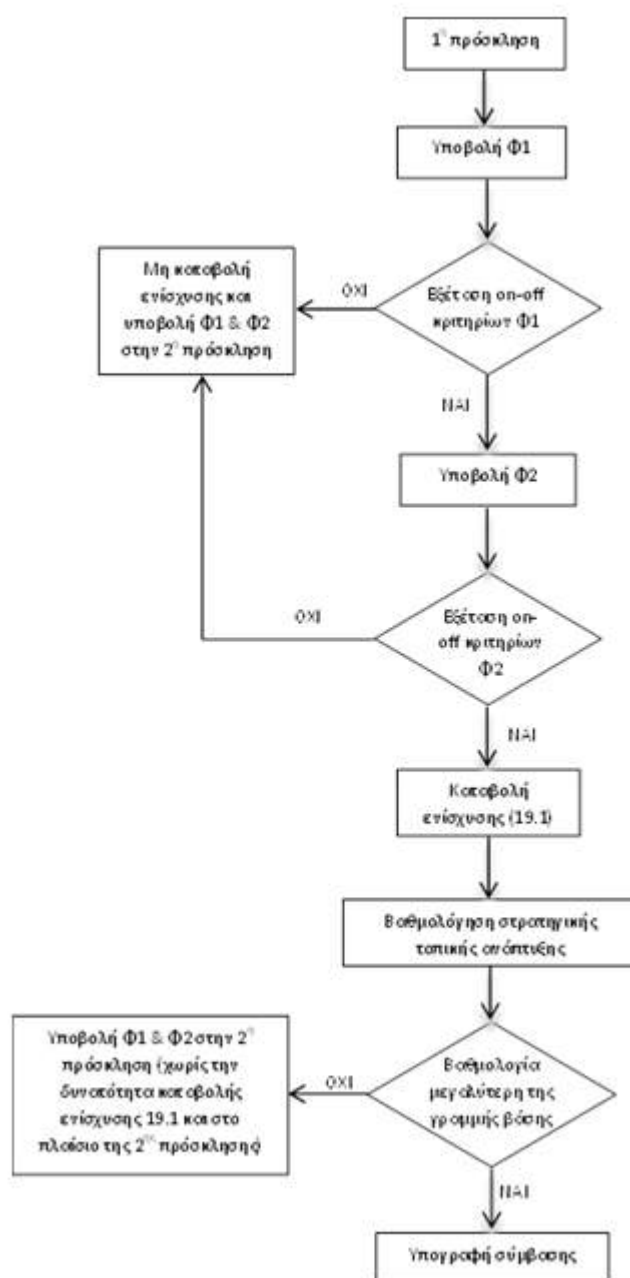 1η πρόσκληση
Υποβολή Φ1
Εξέταση on-off
κριτηρίων Φ1
ΟΧΙ
Μη καταβολή
ενίσχυσης και
υποβολή Φ1 & Φ2
στην 2η πρόσκληση
ΝΑΙ
Υποβολή Φ2
Εξέταση on-
off κριτηρίων
Φ2
ΟΧΙ
ΝΑΙ
Καταβολή
ενίσχυσης (19.1)
Βαθμολόγηση στρατηγικής
τοπικής ανάπτυξης
Βαθμολογία
μεγαλύτερη της
γραμμής βάσης
ΟΧΙ
Υποβολή Φ1 & Φ2 στην 2η
πρόσκληση (χωρίς την
δυνατότητα καταβολής
ενίσχυσης 19.1 και στο
πλαίσιο της 2ης πρόσκλησης)
ΝΑΙ
Υπογραφή σύμβασης